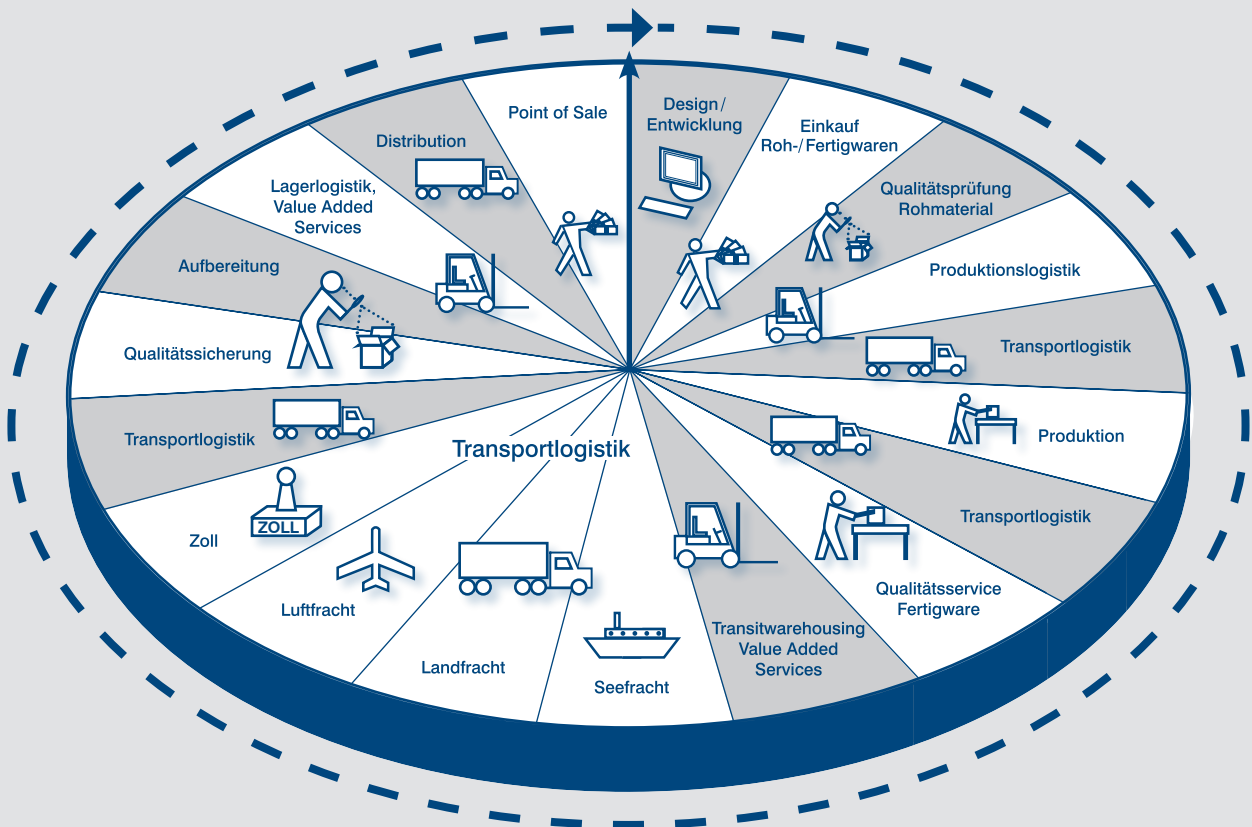 Design/
Entwicklung
Einkauf
Roh-/Fertigwaren
Qualitätsprüfung
Rohmaterial
Produktionslogistik
Transportlogistik
Produktion
Transportlogistik
Qualitätsservice
Fertigware
Transitwarehousing
Value Added
Services
Seefracht
Landfracht
Luftfracht
Zoll
ZOLL
Transportlogistik
Transportlogistik
Qualitätssicherung
Aufbereitung
Lagerlogistik,
Value Added
Services
Distribution
Point of Sale